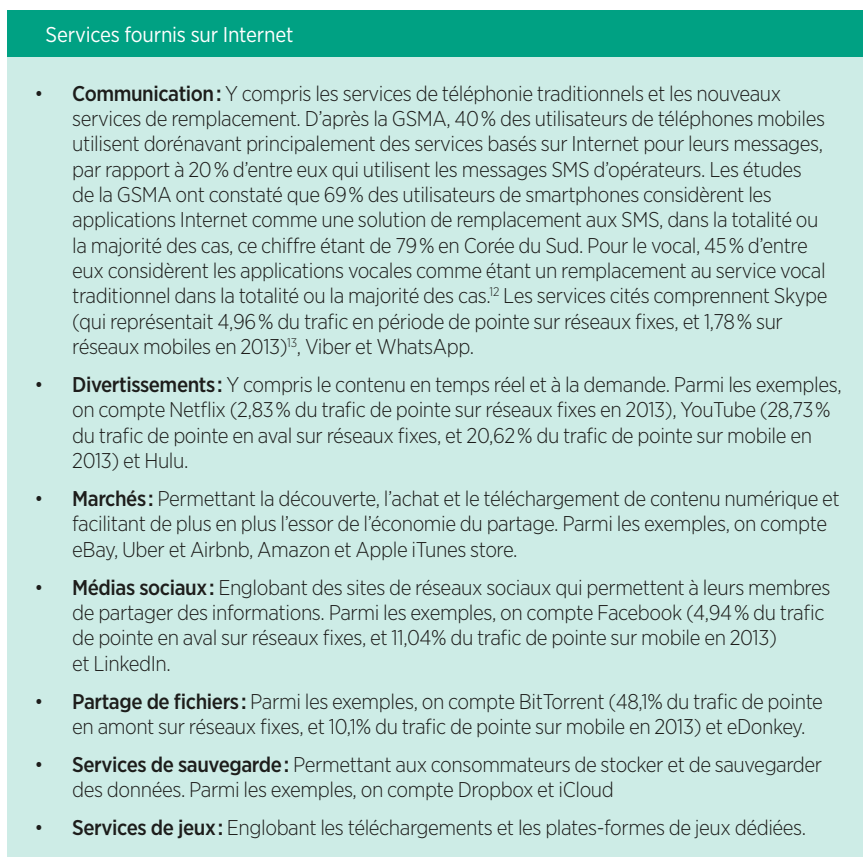 Services fournis sur Internet
• Communication : Y compris les services de téléphonie traditionnels et les nouveaux
services de remplacement. D’après la GSMA, 40 % des utilisateurs de téléphones mobiles
utilisent dorénavant principalement des services basés sur Internet pour leurs messages,
par rapport à 20 % d’entre eux qui utilisent les messages SMS d’opérateurs. Les études
de la GSMA ont constaté que 69 % des utilisateurs de smartphones considèrent les
applications Internet comme une solution de remplacement aux SMS, dans la totalité ou
la majorité des cas, ce chiffre étant de 79 % en Corée du Sud. Pour le vocal, 45 % d’entre
eux considèrent les applications vocales comme étant un remplacement au service vocal
traditionnel dans la totalité ou la majorité des cas.¹² Les services cités comprennent Skype
(qui représentait 4,96 % du trafic en période de pointe sur réseaux fixes, et 1,78 % sur
réseaux mobiles en 2013)¹³, Viber et WhatsApp.
• Divertissements : Y compris le contenu en temps réel et à la demande. Parmi les exemples,
on compte Netflix (2,83 % du trafic de pointe sur réseaux fixes en 2013), YouTube (28,73 %
du trafic de pointe en aval sur réseaux fixes, et 20,62 % du trafic de pointe sur mobile en
2013) et Hulu.
• Marchés : Permettant la découverte, l’achat et le téléchargement de contenu numérique et
facilitant de plus en plus l’essor de l’économie du partage. Parmi les exemples, on compte
eBay, Uber et Airbnb, Amazon et Apple iTunes store.
• Médias sociaux : Englobant des sites de réseaux sociaux qui permettent à leurs membres
de partager des informations. Parmi les exemples, on compte Facebook (4,94 % du trafic
de pointe en aval sur réseaux fixes, et 11,04% du trafic de pointe sur mobile en 2013)
et LinkedIn.
• Partage de fichiers : Parmi les exemples, on compte BitTorrent (48,1% du trafic de pointe
en amont sur réseaux fixes, et 10,1% du trafic de pointe sur mobile en 2013) et eDonkey.
• Services de sauvegarde : Permettant aux consommateurs de stocker et de sauvegarder
des données. Parmi les exemples, on compte Dropbox et iCloud
• Services de jeux : Englobant les téléchargements et les plates-formes de jeux dédiées.